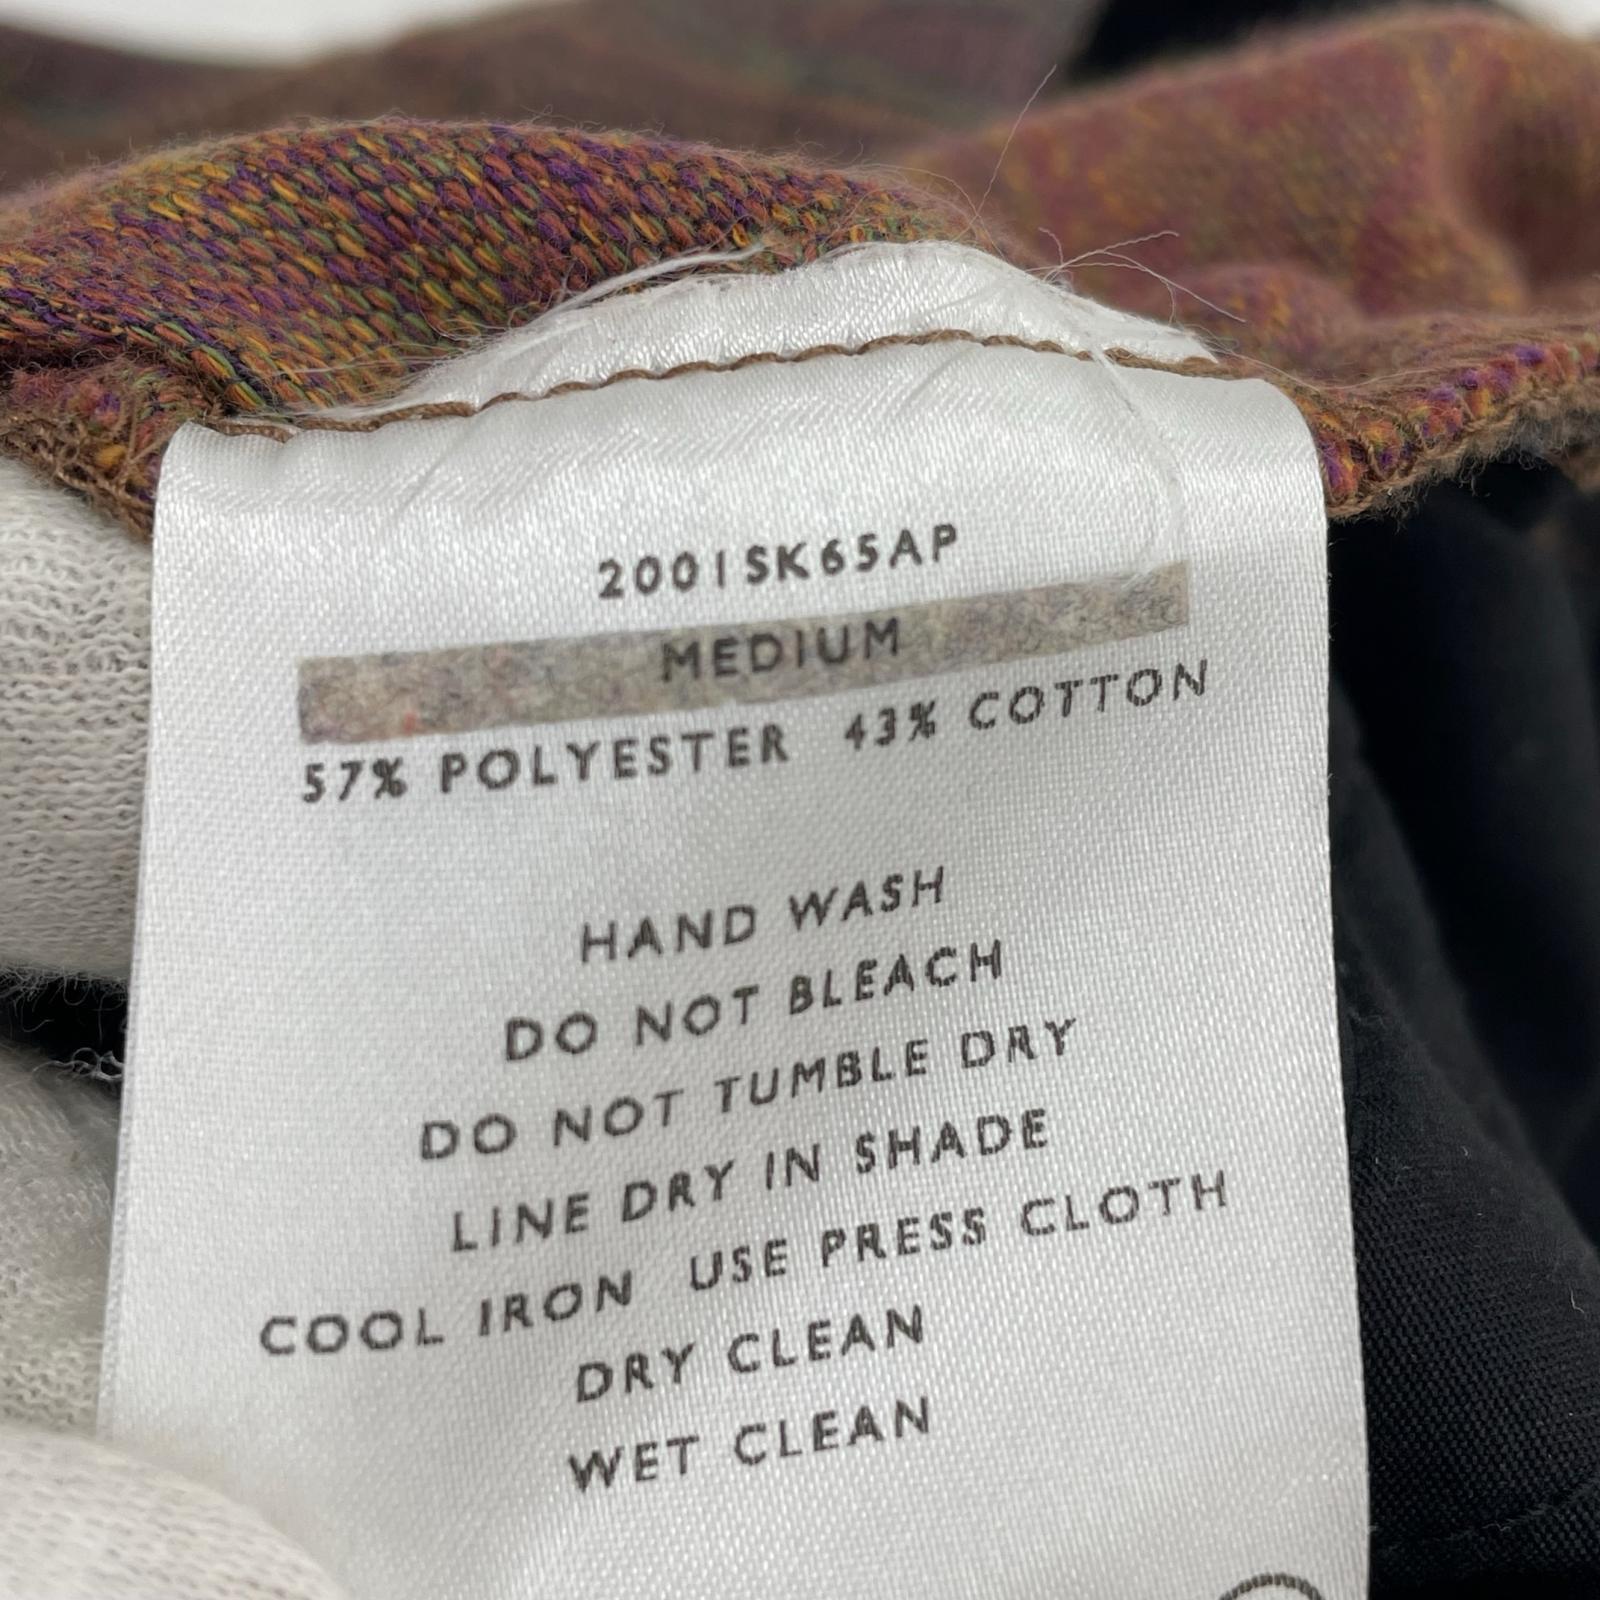 2001SK65AP
MEDIUM
57% POLYESTER 43% COTTON
HAND WASH
DO NOT BLEACH
DO NOT TUMBLE DRY
LINE DRY IN SHADE
COOL IRON USE PRESS CLOTH
DRY CLEAN
WET CLEAN